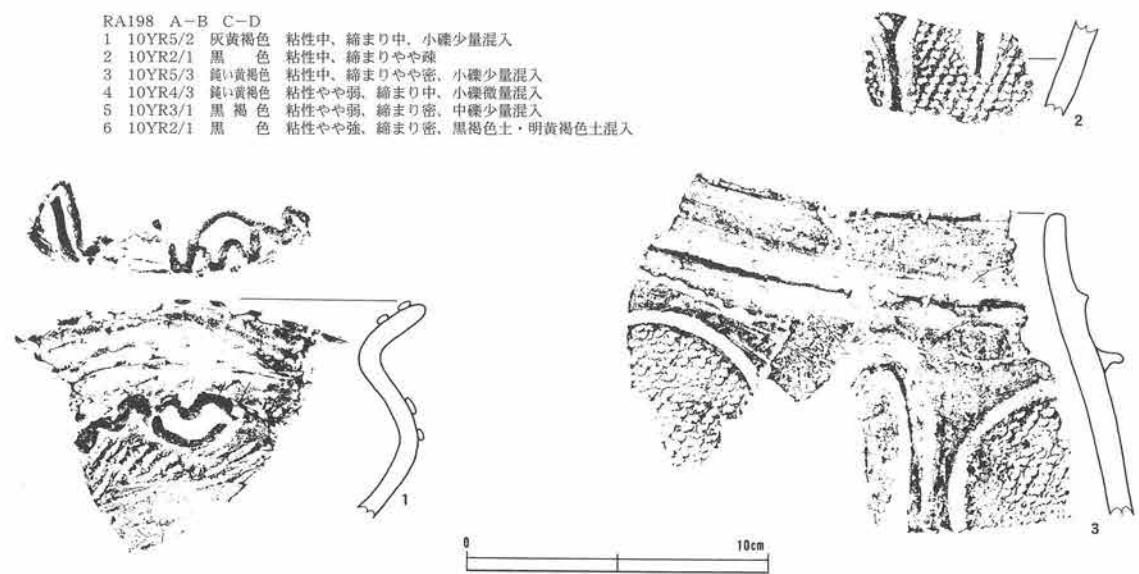 RA198 A-B C-D
1 10YR5/2 灰黄褐色 粘性中、締まり中、小礫少量混入
2 10YR2/1 黒 色 粘性中、締まりやや疎
3 10YR5/3 鈍い黄褐色 粘性中、締まりやや密、小礫少量混入
4 10YR4/3 鈍い黄褐色 粘性やや弱、締まり中、小礫微量混入
5 10YR3/1 黒褐色 粘性やや弱、締まり密、中礫少量混入
6 10YR2/1 黒 色 粘性やや強、締まり密、黒褐色土・明黄褐色土混入
2
1
3
0 10cm